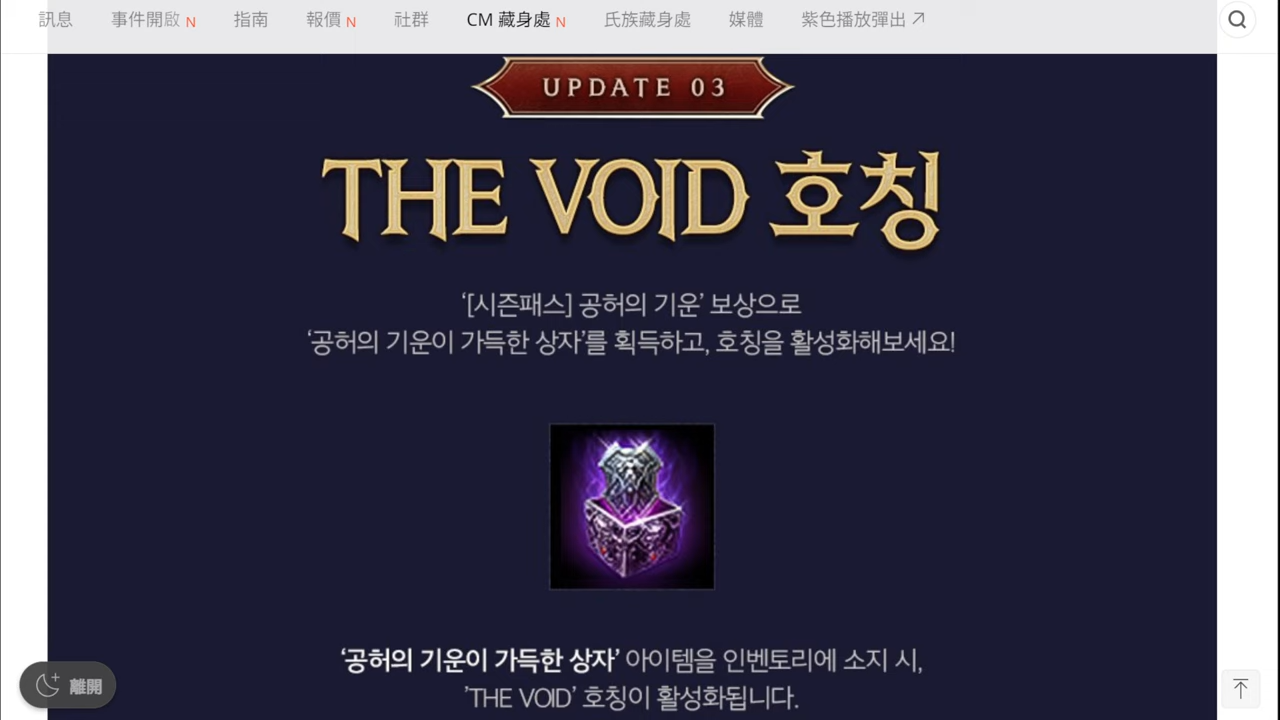 訊息 事件開啟 N 指南 報價 N 社群 CM 藏身處 N 氏族藏身處 媒體 紫色播放彈出 ↗
UPDATE 03
THE VOID 호칭
‘[시즌패스] 공허의 기운’ 보상으로
‘공허의 기운이 가득한 상자’를 획득하고, 호칭을 활성화해보세요!
‘공허의 기운이 가득한 상자’ 아이템을 인벤토리에 소지 시,
’THE VOID’ 호칭이 활성화됩니다.
離開